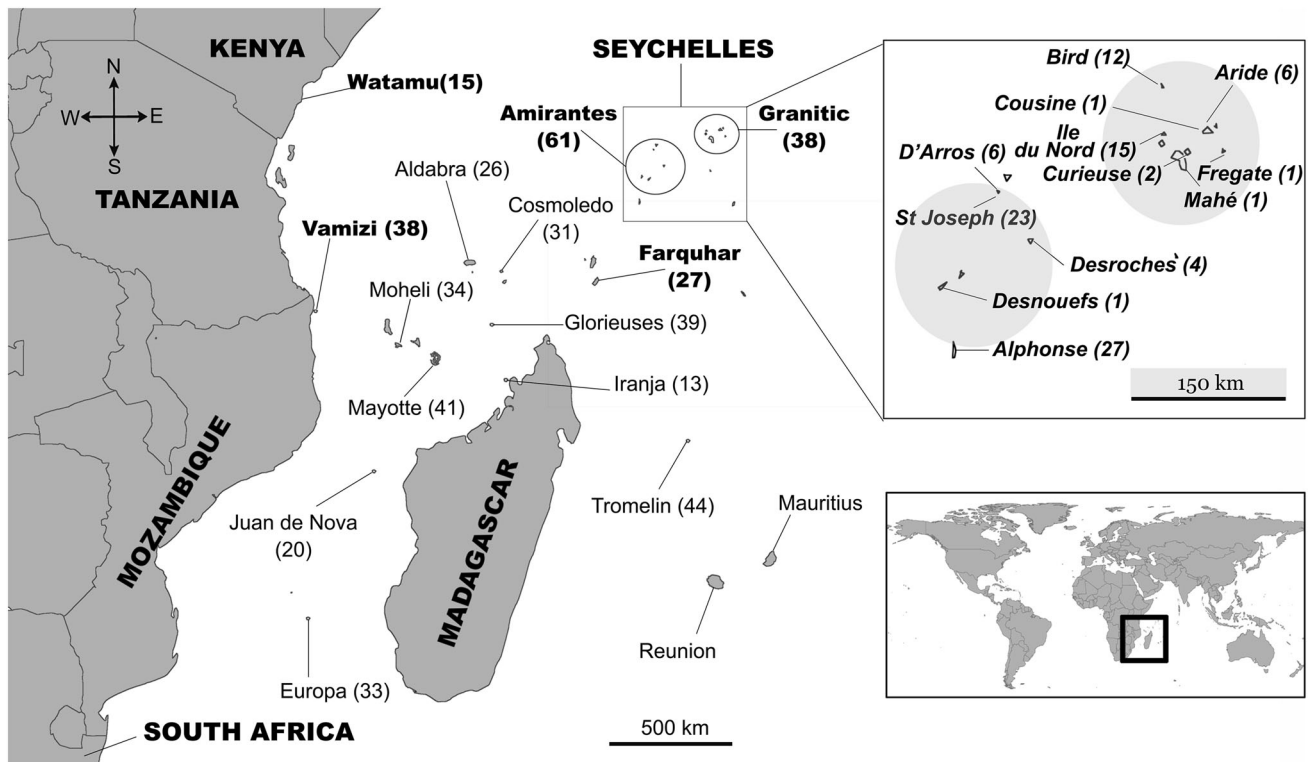 KENYA
SEYCHELLES
N
W
E
S
Watamu(15)
Amirantes
(61)
Granitic
(38)
TANZANIA
Aldabra (26)
Cosmoledo
(31)
Vamizi (38)
Farquhar
(27)
Moheli (34)
Glorieuses (39)
Iranja (13)
Mayotte (41)
MOZAMBIQUE
MADAGASCAR
Juan de Nova
(20)
Tromelin (44)
Mauritius
Reunion
Europa (33)
SOUTH AFRICA
500 km
Bird (12)
Aride (6)
Cousine (1)
Ile
du Nord (15)
D'Arros (6)
Curieuse (2)
Fregate (1)
Mahé (1)
St Joseph (23)
Desroches (4)
Desnouefs (1)
Alphonse (27)
150 km